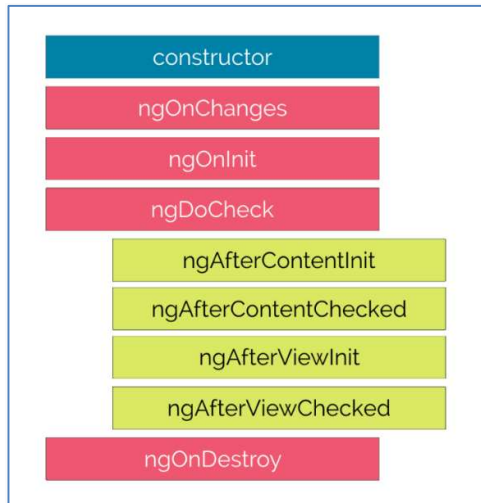 constructor
ngOnChanges
ngOnInit
ngDoCheck
ngAfterContentInit
ngAfterContentChecked
ngAfterViewInit
ngAfterViewChecked
ngOnDestroy